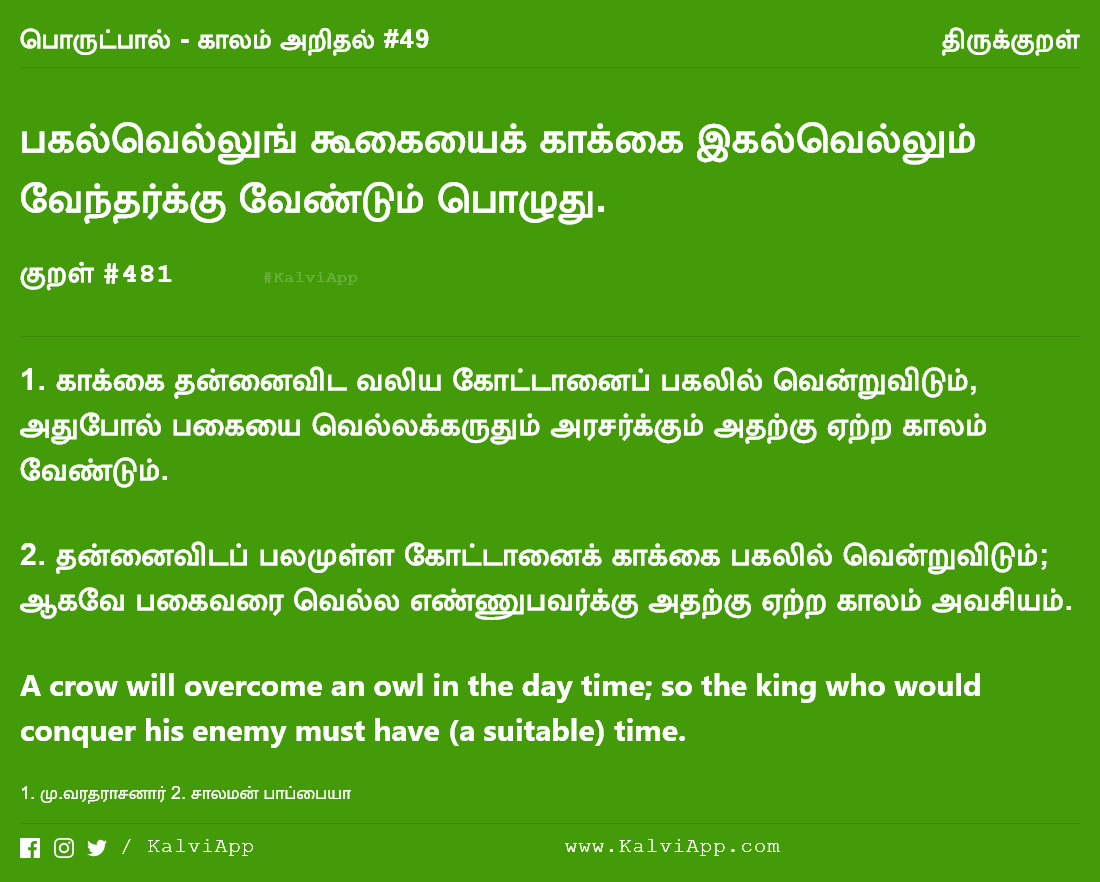 பொருட்பால் - காலம் அறிதல் #49 திருக்குறள்
பகல்வெல்லுங் கூகையைக் காக்கை இகல்வெல்லும்
வேந்தர்க்கு வேண்டும் பொழுது.
குறள் #481 #KalviApp
1. காக்கை தன்னைவிட வலிய கோட்டானைப் பகலில் வென்றுவிடும்,
அதுபோல் பகையை வெல்லக்கருதும் அரசர்க்கும் அதற்கு ஏற்ற காலம்
வேண்டும்.
2. தன்னைவிடப் பலமுள்ள கோட்டானைக் காக்கை பகலில் வென்றுவிடும்;
ஆகவே பகைவரை வெல்ல எண்ணுபவர்க்கு அதற்கு ஏற்ற காலம் அவசியம்.
A crow will overcome an owl in the day time; so the king who would
conquer his enemy must have (a suitable) time.
1. மு.வரதராசனார் 2. சாலமன் பாப்பையா
/ KalviApp www.KalviApp.com